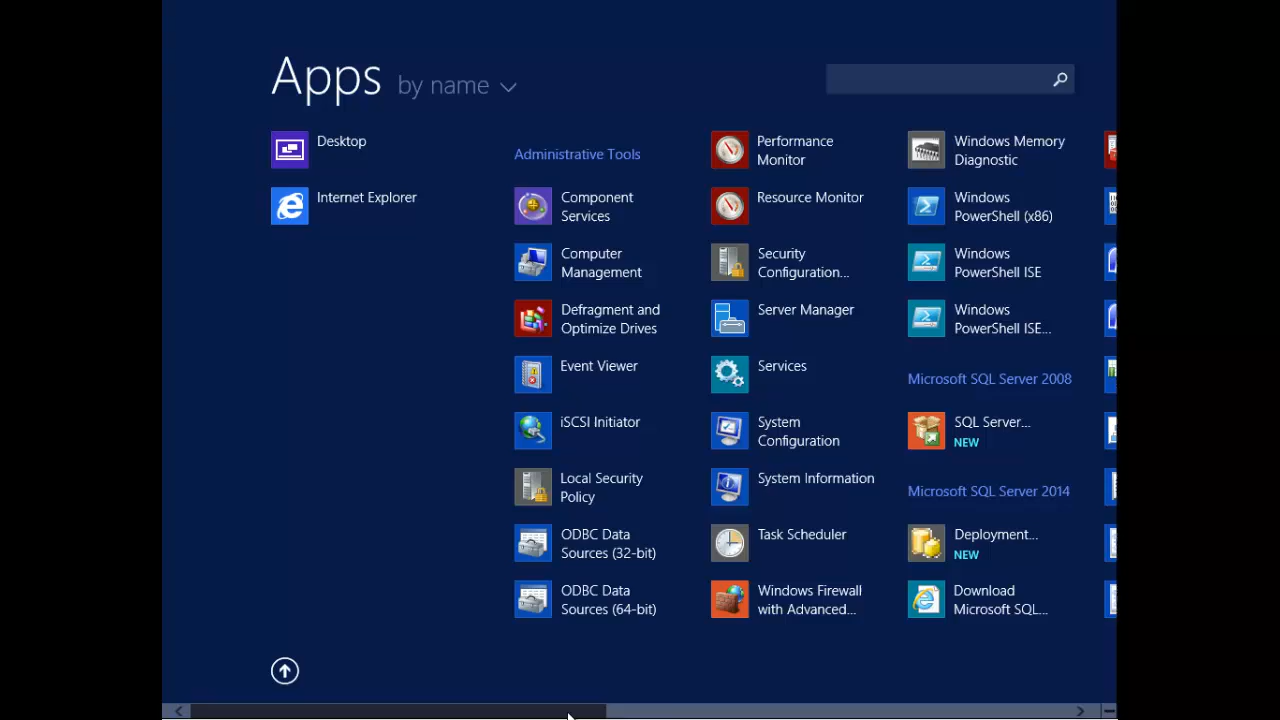 Apps by name
Desktop
Internet Explorer
Administrative Tools
Component
Services
Computer
Management
Defragment and
Optimize Drives
Event Viewer
iSCSI Initiator
Local Security
Policy
ODBC Data
Sources (32-bit)
ODBC Data
Sources (64-bit)
Performance
Monitor
Resource Monitor
Security
Configuration...
Server Manager
Services
System
Configuration
System Information
Task Scheduler
Windows Firewall
with Advanced...
Windows Memory
Diagnostic
Windows
PowerShell (x86)
Windows
PowerShell ISE
Windows
PowerShell ISE...
Microsoft SQL Server 2008
SQL Server...
NEW
Microsoft SQL Server 2014
Deployment...
NEW
Download
Microsoft SQL...